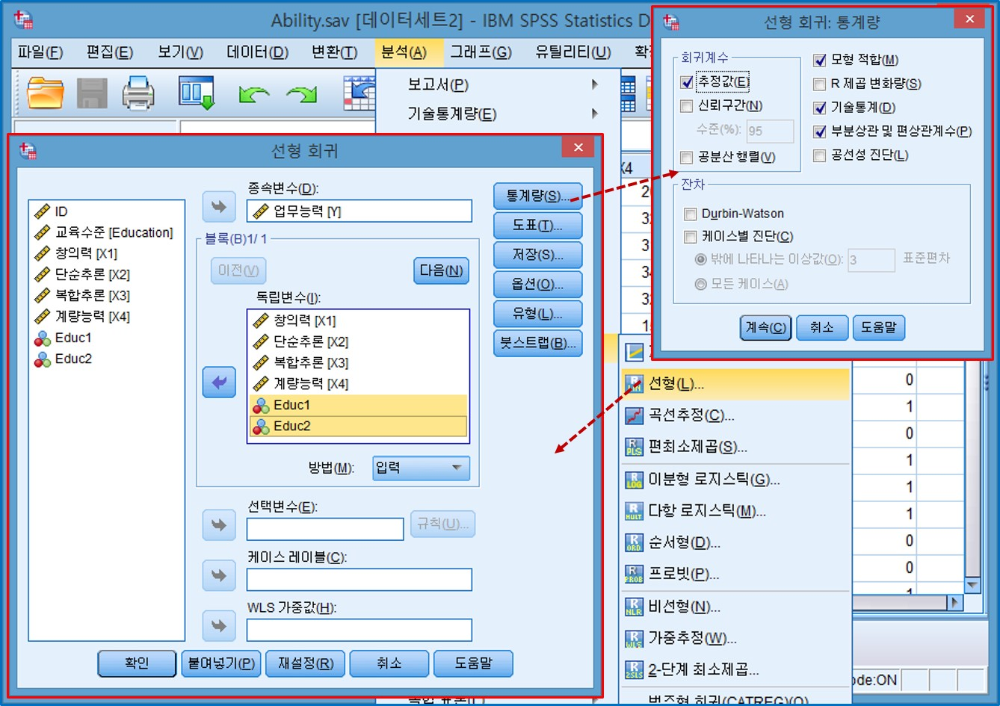 Ability.sav [데이터세트2] - IBM SPSS Statistics D
파일(F) 편집(E) 보기(V) 데이터(D) 변환(T) 분석(A) 그래프(G) 유틸리티(U)
보고서(P)
기술통계량(E)
X4
선형(L)...
곡선추정(C)...
편최소제곱(S)...
이분형 로지스틱(G)...
다항 로지스틱(M)...
순서형(D)...
프로빗(P)...
비선형(N)...
가중추정(W)...
2-단계 최소제곱...
범주형 회귀(CATREG)(O)
0
1
0
1
1
1
0
0
1
ode:ON
선형 회귀
ID
교육수준 [Education]
창의력 [X1]
단순추론 [X2]
복합추론 [X3]
계량능력 [X4]
Educ1
Educ2
종속변수(D):
업무능력 [Y]
블록(B)1/ 1
이전(V) 다음(N)
독립변수(I):
창의력 [X1]
단순추론 [X2]
복합추론 [X3]
계량능력 [X4]
Educ1
Educ2
방법(M): 입력
선택변수(E):
규칙(U)...
케이스 레이블(C):
WLS 가중값(H):
통계량(S)...
도표(T)...
저장(S)...
옵션(O)...
유형(L)...
붓스트랩(B)...
확인 붙여넣기(P) 재설정(R) 취소 도움말
선형 회귀: 통계량
회귀계수
추정값(E)
신뢰구간(N)
수준(%): 95
공분산 행렬(V)
모형 적합(M)
R 제곱 변화량(S)
기술통계(D)
부분상관 및 편상관계수(P)
공선성 진단(L)
잔차
Durbin-Watson
케이스별 진단(C)
밖에 나타나는 이상값(O): 3 표준편차
모든 케이스(A)
계속(C) 취소 도움말